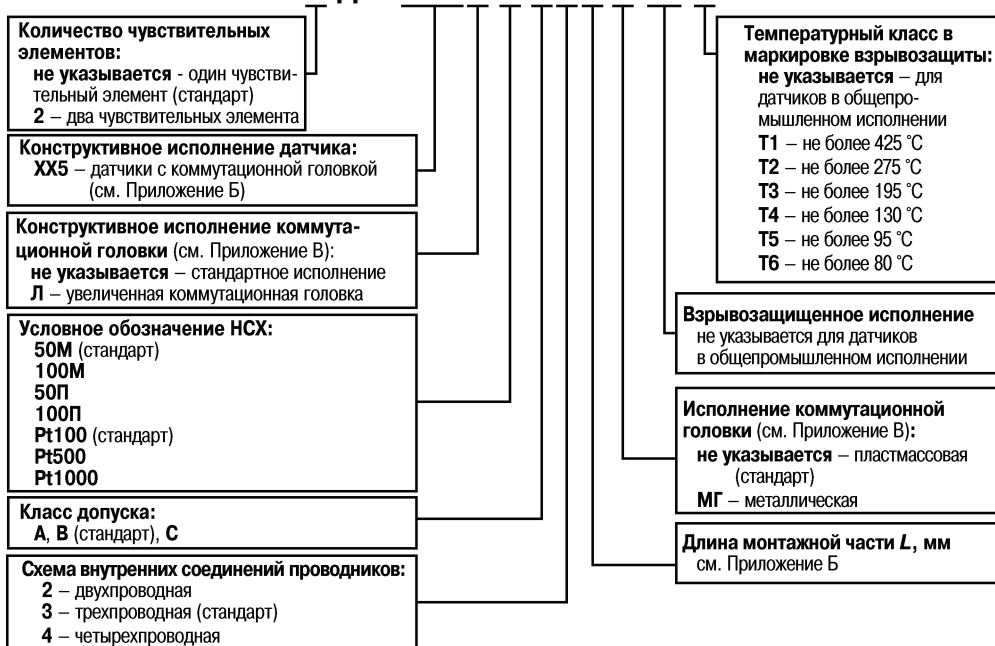 Количество чувствительных
элементов:
не указывается - один чувстви-
тельный элемент (стандарт)
2 – два чувствительных элемента
Конструктивное исполнение датчика:
ХХ5 – датчики с коммутационной головкой
(см. Приложение Б)
Конструктивное исполнение коммута-
ционной головки (см. Приложение В):
не указывается – стандартное исполнение
Л – увеличенная коммутационная головка
Условное обозначение НСХ:
50М (стандарт)
100М
50П
100П
Pt100 (стандарт)
Pt500
Pt1000
Класс допуска:
А, В (стандарт), С
Схема внутренних соединений проводников:
2 – двухпроводная
3 – трехпроводная (стандарт)
4 – четырехпроводная
Температурный класс в
маркировке взрывозащиты:
не указывается – для
датчиков в общепро-
мышленном исполнении
Т1 – не более 425 °С
Т2 – не более 275 °С
Т3 – не более 195 °С
Т4 – не более 130 °С
Т5 – не более 95 °С
Т6 – не более 80 °С
Взрывозащищенное исполнение
не указывается для датчиков
в общепромышленном исполнении
Исполнение коммутационной
головки (см. Приложение В):
не указывается – пластмассовая
(стандарт)
МГ – металлическая
Длина монтажной части L, мм
см. Приложение Б